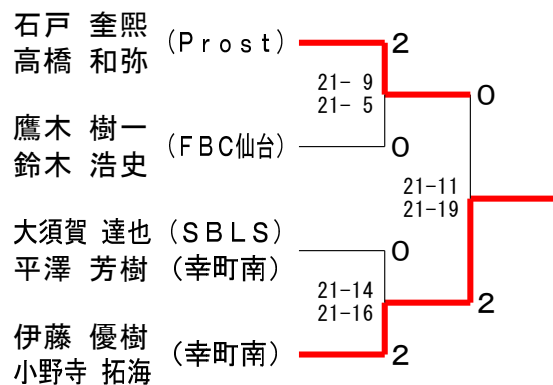 石戸 奎煕 (Ｐｒｏｓｔ) 2
高橋 和弥
21- 9
21- 5
0
鷹木 樹一 (ＦＢＣ仙台) 0
鈴木 浩史
21-11
21-19
大須賀 達也 (ＳＢＬＳ) 0
平澤 芳樹 (幸町南)
21-14
21-16
2
伊藤 優樹 (幸町南) 2
小野寺 拓海